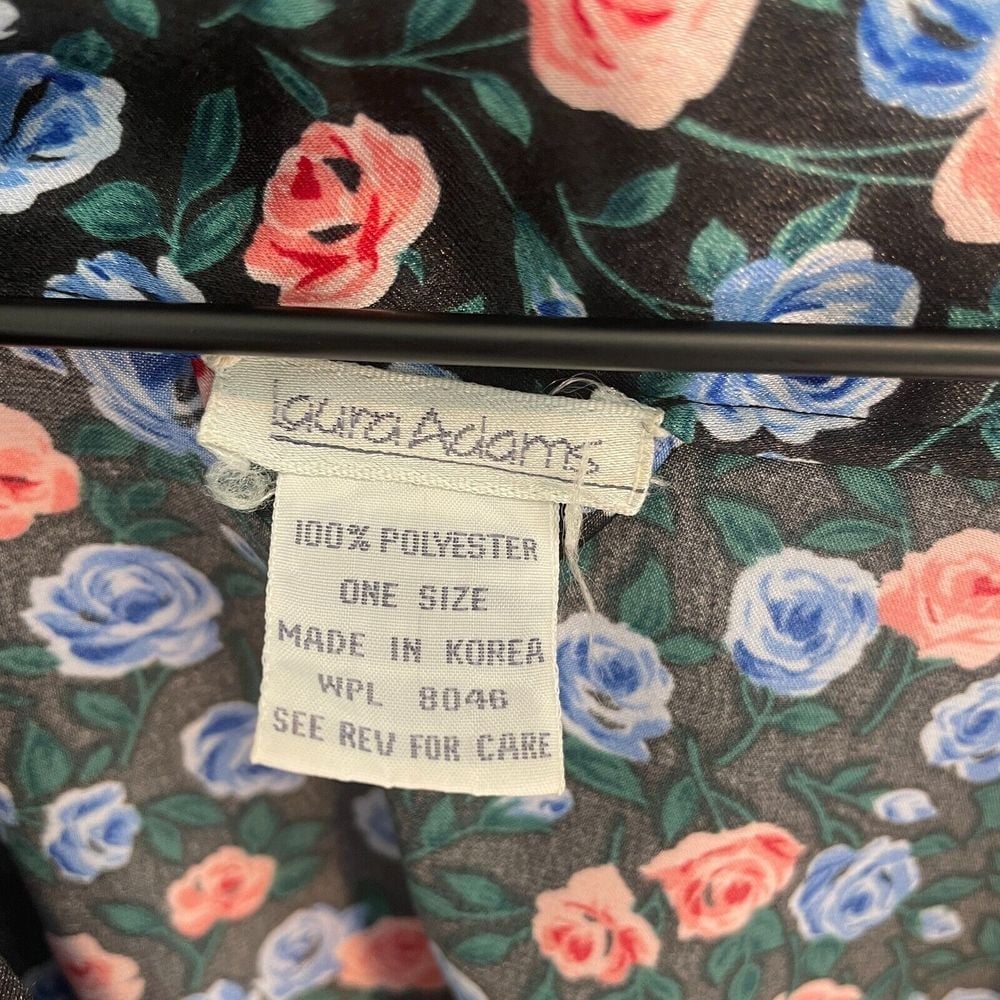 Laura Adams
100% POLYESTER
ONE SIZE
MADE IN KOREA
WPL 8046
SEE REV FOR CARE